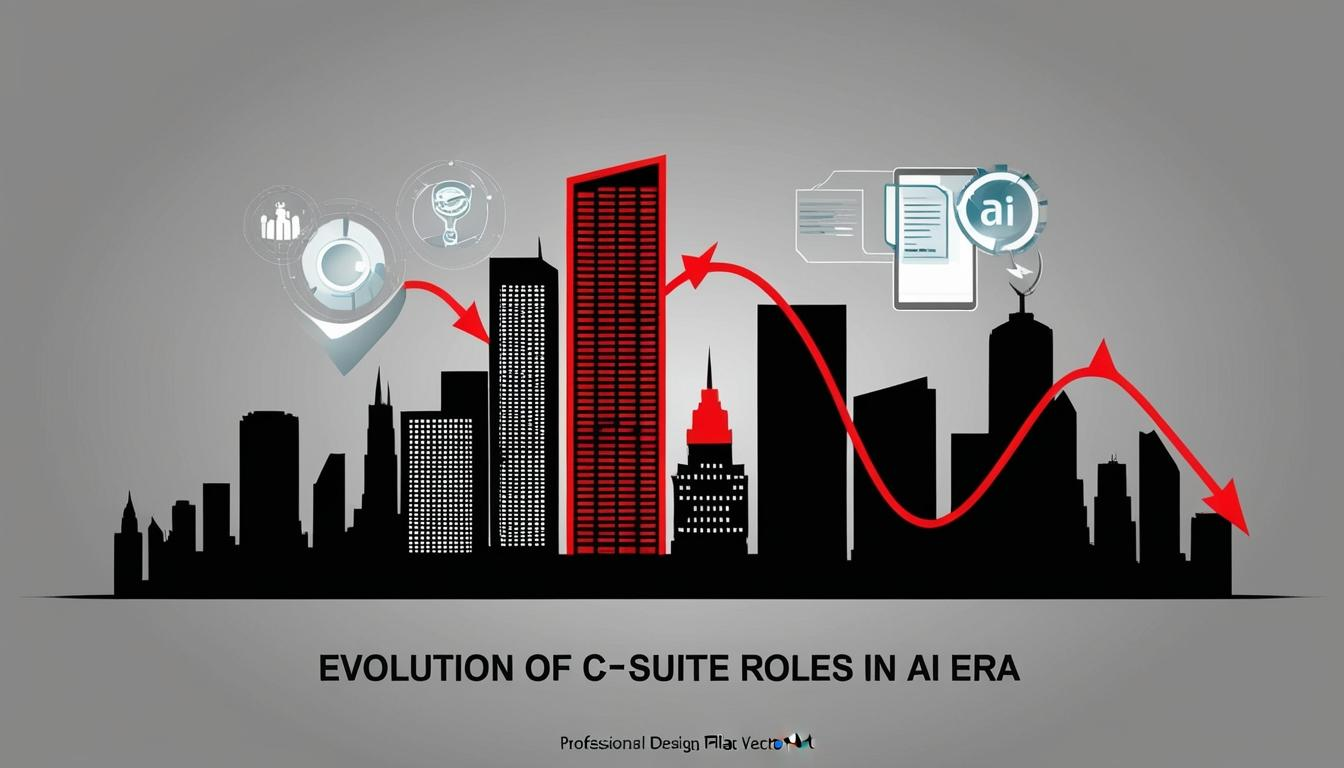 ai
EVOLUTION OF C-SUITE ROLES IN AI ERA
Professional Design